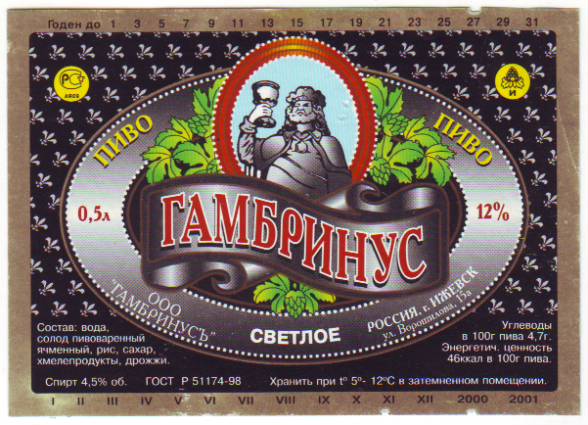 Годен до 1 3 5 7 9 11 13 15 17 19 21 23 25 27 29 31
ПИВО
ПИВО
И
0,5л
12%
ГАМБРИНУС
ООО
"ГАМБРИНУСЪ"
СВЕТЛОЕ
РОССИЯ, г. ИЖЕВСК
ул. Ворошилова, 15а
Состав: вода,
солод пивоваренный
ячменный, рис, сахар,
хмелепродукты, дрожжи.
Углеводы
в 100г пива 4,7г.
Энергетич. ценность
46ккал в 100г пива.
Спирт 4,5% об. ГОСТ Р 51174-98 Хранить при t° 5°- 12°С в затемненном помещении.
I II III IV V VI VII VIII IX X XI XII 2000 2001